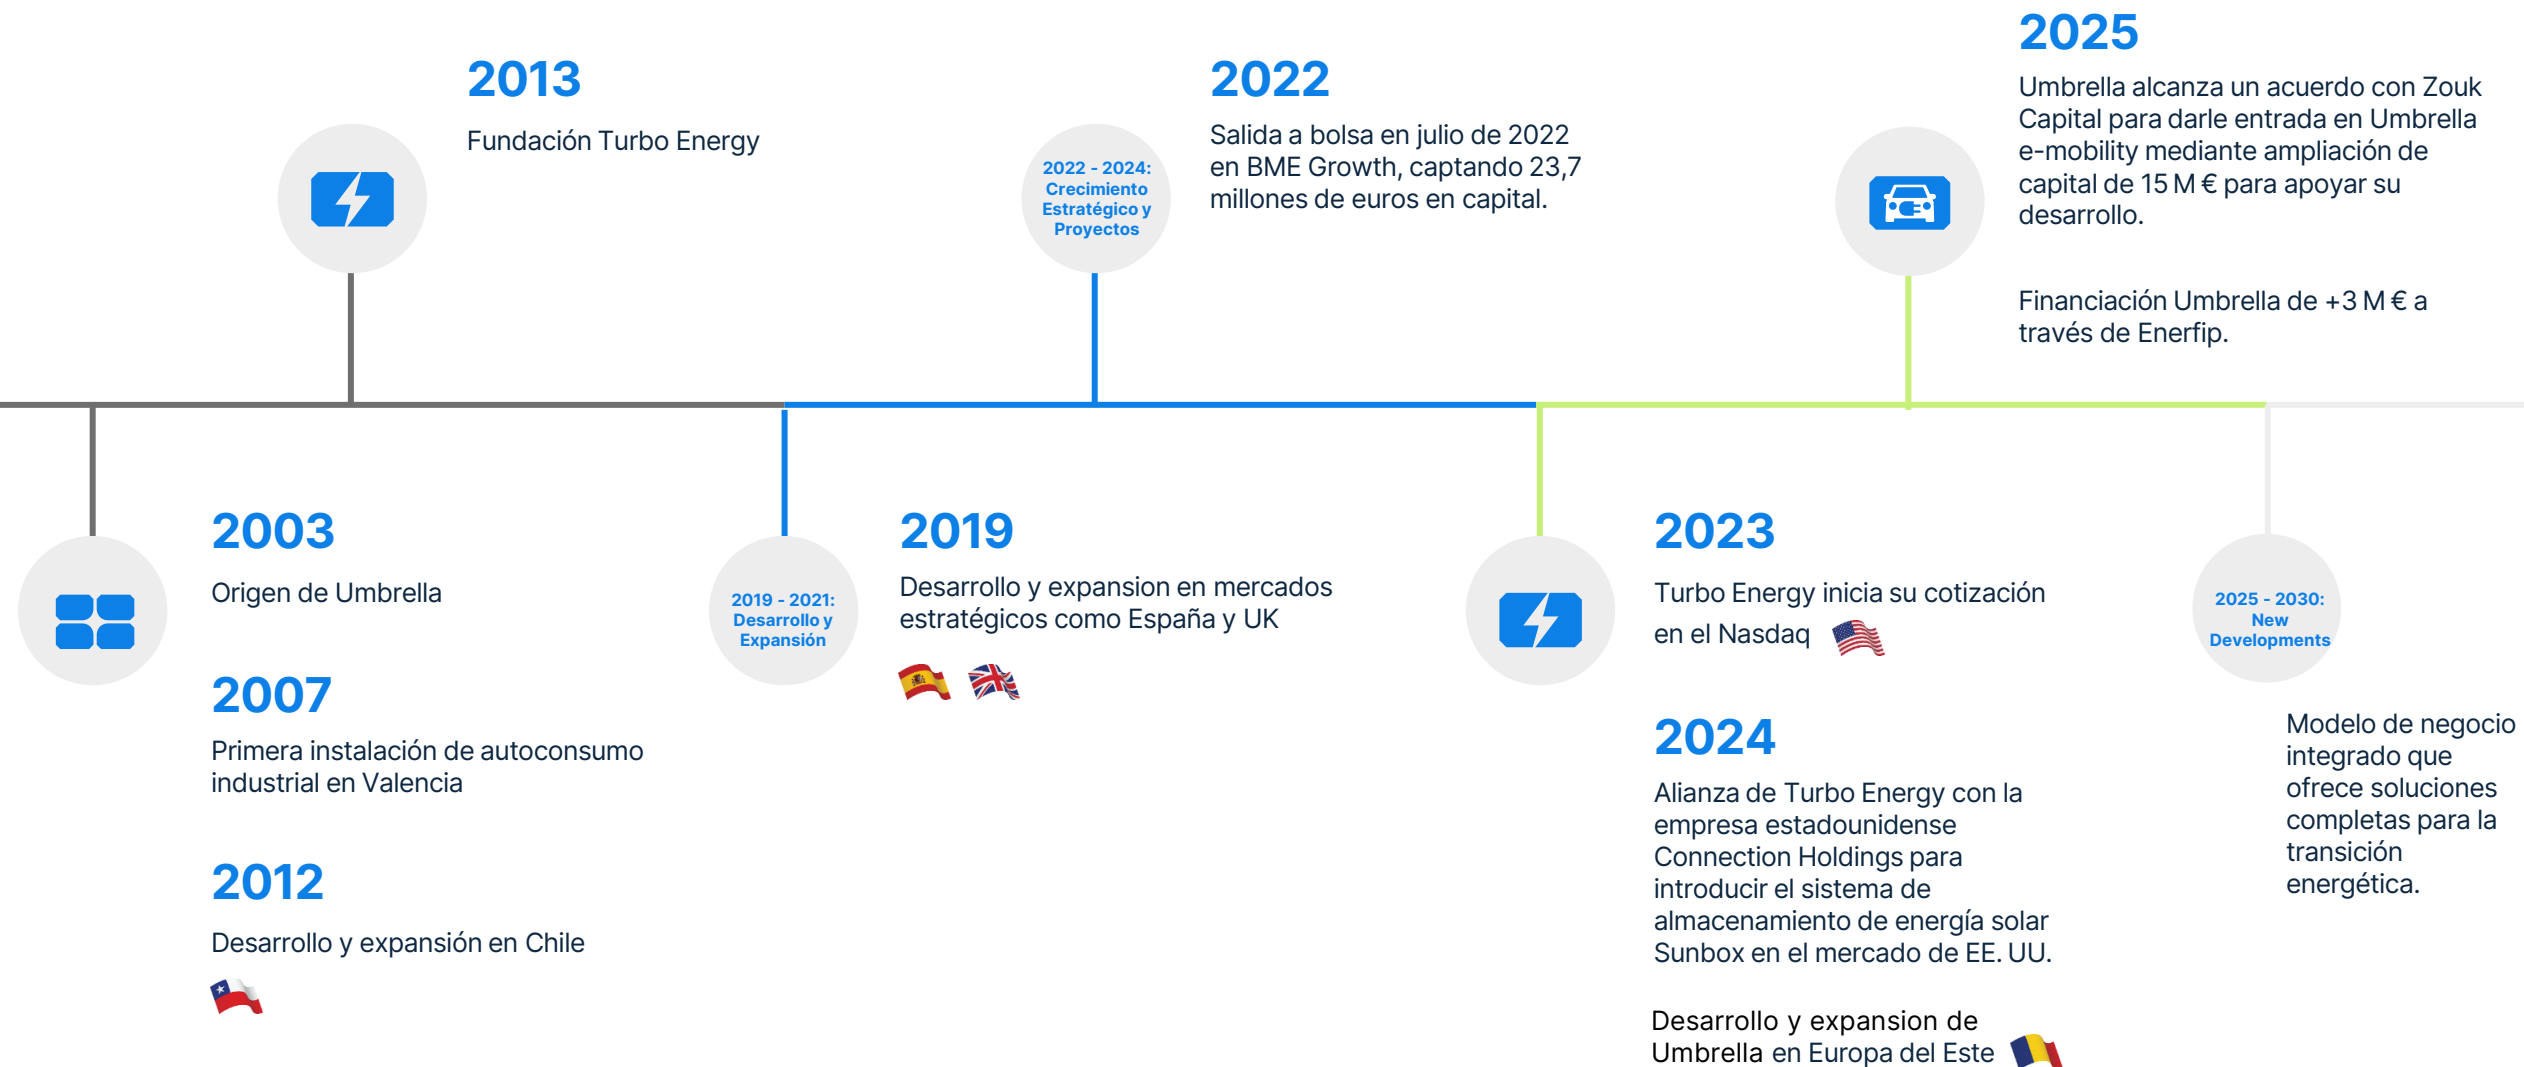 2003
Origen de Umbrella
2007
Primera instalación de autoconsumo
industrial en Valencia
2012
Desarrollo y expansión en Chile
2013
Fundación Turbo Energy
2019 - 2021:
Desarrollo y
Expansión
2019
Desarrollo y expansion en mercados
estratégicos como España y UK
2022 - 2024:
Crecimiento
Estratégico y
Proyectos
2022
Salida a bolsa en julio de 2022
en BME Growth, captando 23,7
millones de euros en capital.
2023
Turbo Energy inicia su cotización
en el Nasdaq
2024
Alianza de Turbo Energy con la
empresa estadounidense
Connection Holdings para
introducir el sistema de
almacenamiento de energía solar
Sunbox en el mercado de EE. UU.
Desarrollo y expansion de
Umbrella en Europa del Este
2025
Umbrella alcanza un acuerdo con Zouk
Capital para darle entrada en Umbrella
e-mobility mediante ampliación de
capital de 15 M € para apoyar su
desarrollo.
Financiación Umbrella de +3 M € a
través de Enerfip.
2025 - 2030:
New
Developments
Modelo de negocio
integrado que
ofrece soluciones
completas para la
transición
energética.